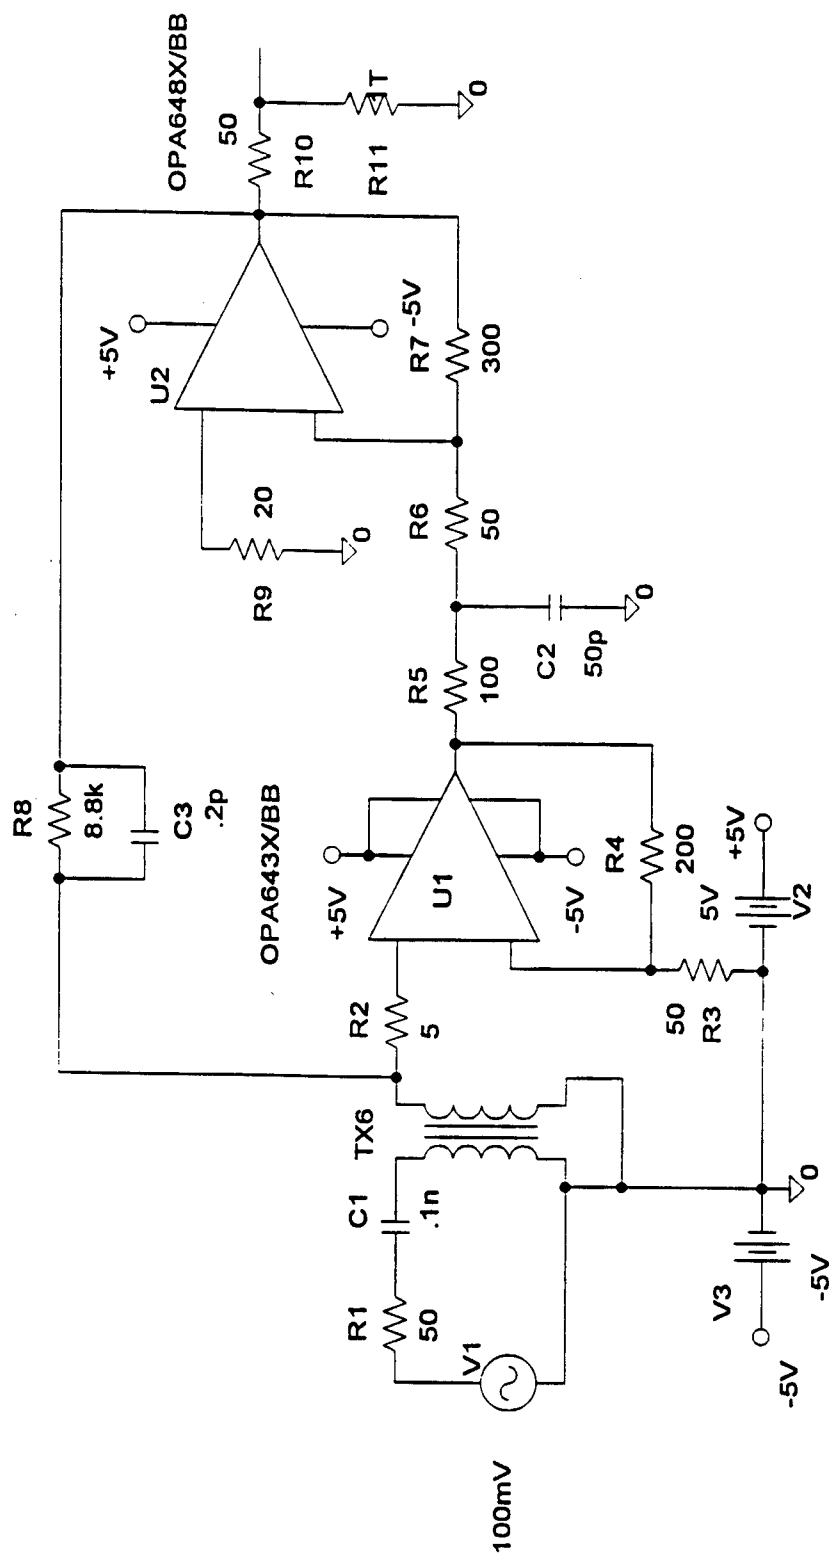 R8
8.8k
C3
.2p
OPA648X/BB
50
R10
R11
1T
0
+5V
U2
-5V
R7
300
20
R9
0
R6
50
R5
100
C2
50p
0
OPA643X/BB
+5V
U1
-5V
R4
200
R2
5
50
R3
5V
+5V
V2
TX6
C1
.1n
R1
50
V1
100mV
0
V3
-5V
-5V